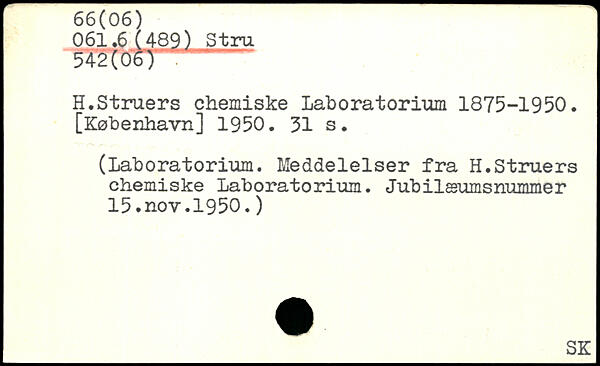 66(06)
061.6(489) Stru
542(06)
H.Struers chemiske Laboratorium 1875-1950.
[København] 1950. 31 s.
(Laboratorium. Meddelelser fra H.Struers
chemiske Laboratorium. Jubilæumsnummer
15.nov.1950.)
SK